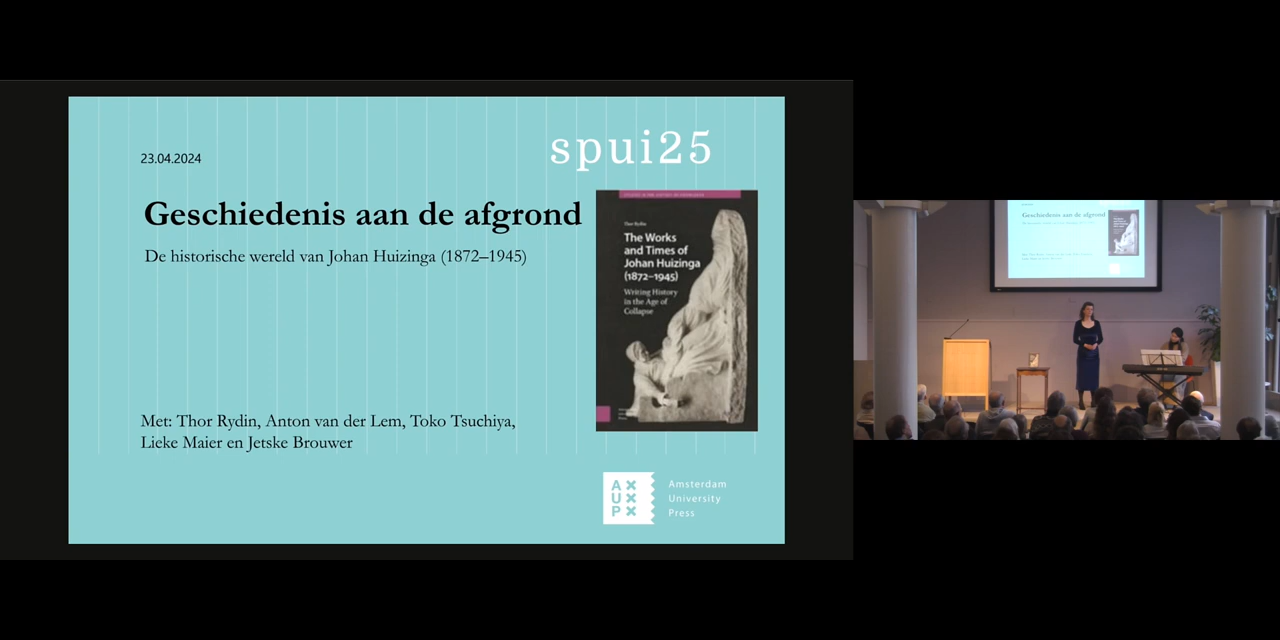 23.04.2024
spui25
Geschiedenis aan de afgrond
De historische wereld van Johan Huizinga (1872–1945)
Thor Rydin
The Works
and Times of
Johan Huizinga
(1872–1945)
Writing History
in the Age of
Collapse
Met: Thor Rydin, Anton van der Lem, Toko Tsuchiya,
Lieke Maier en Jetske Brouwer
AUP
Amsterdam
University
Press
Geschiedenis aan de afgrond